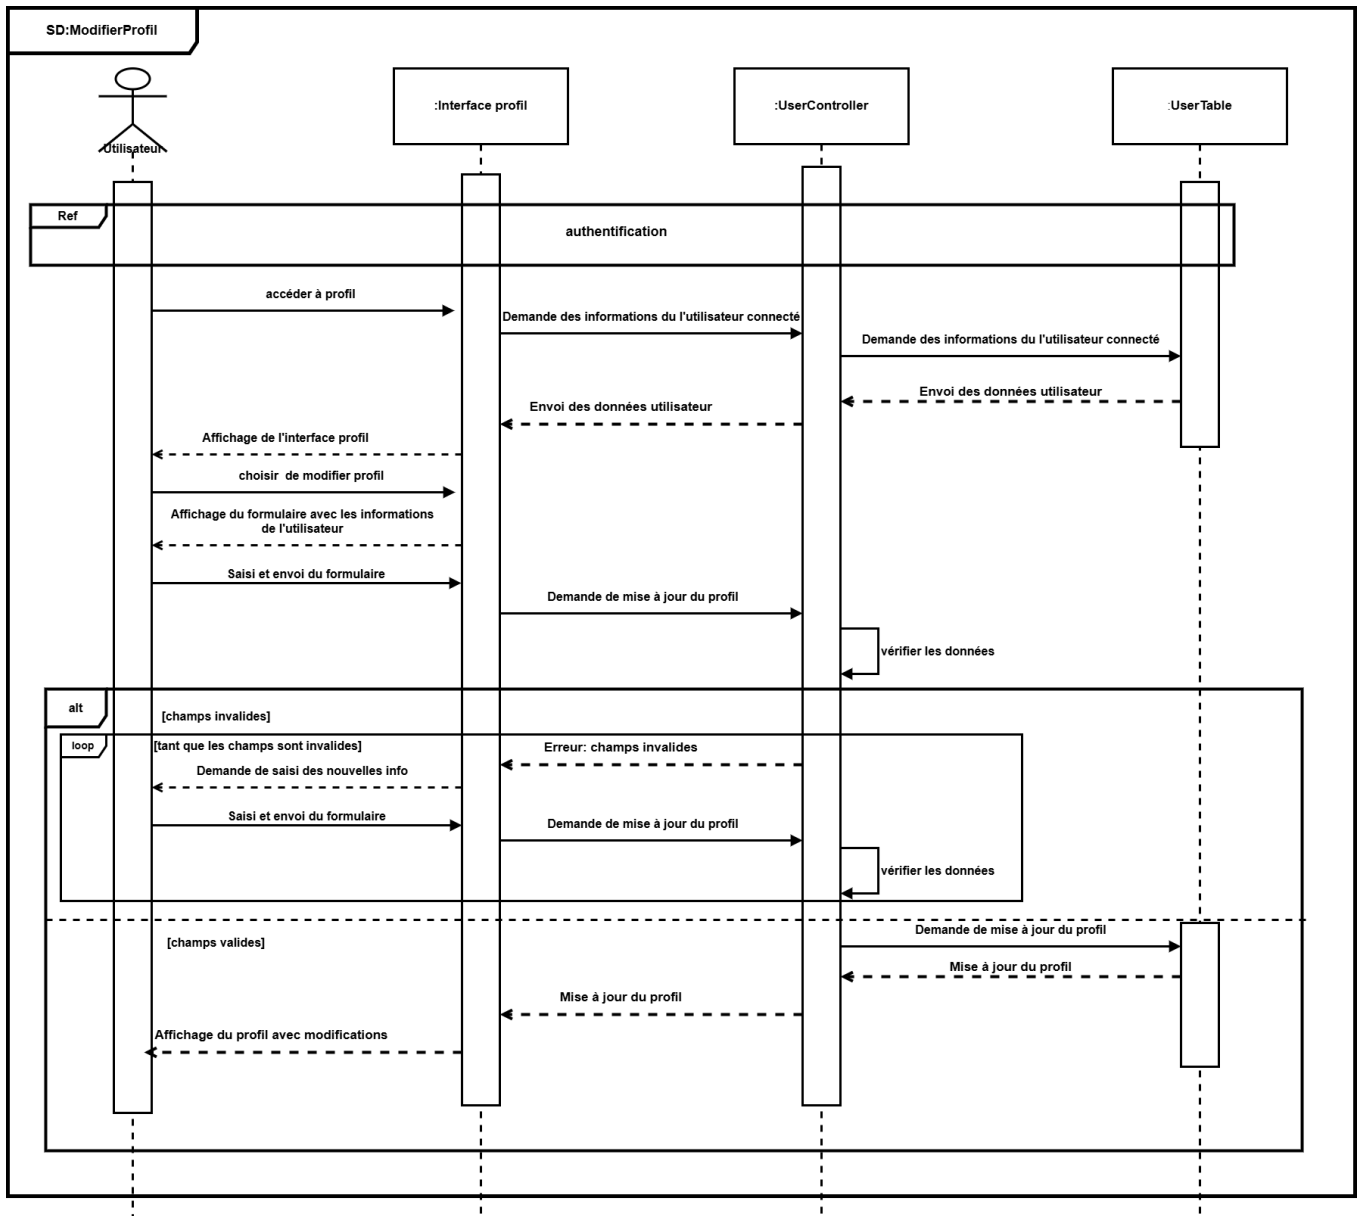 SD:ModifierProfil
Utilisateur
:Interface profil
:UserController
:UserTable
Ref
authentification
accéder à profil
Demande des informations du l'utilisateur connecté
Demande des informations du l'utilisateur connecté
Envoi des données utilisateur
Envoi des données utilisateur
Affichage de l'interface profil
choisir  de modifier profil
Affichage du formulaire avec les informations
de l'utilisateur
Saisi et envoi du formulaire
Demande de mise à jour du profil
vérifier les données
alt
[champs invalides]
loop
[tant que les champs sont invalides]
Erreur: champs invalides
Demande de saisi des nouvelles info
Saisi et envoi du formulaire
Demande de mise à jour du profil
vérifier les données
[champs valides]
Demande de mise à jour du profil
Mise à jour du profil
Mise à jour du profil
Affichage du profil avec modifications